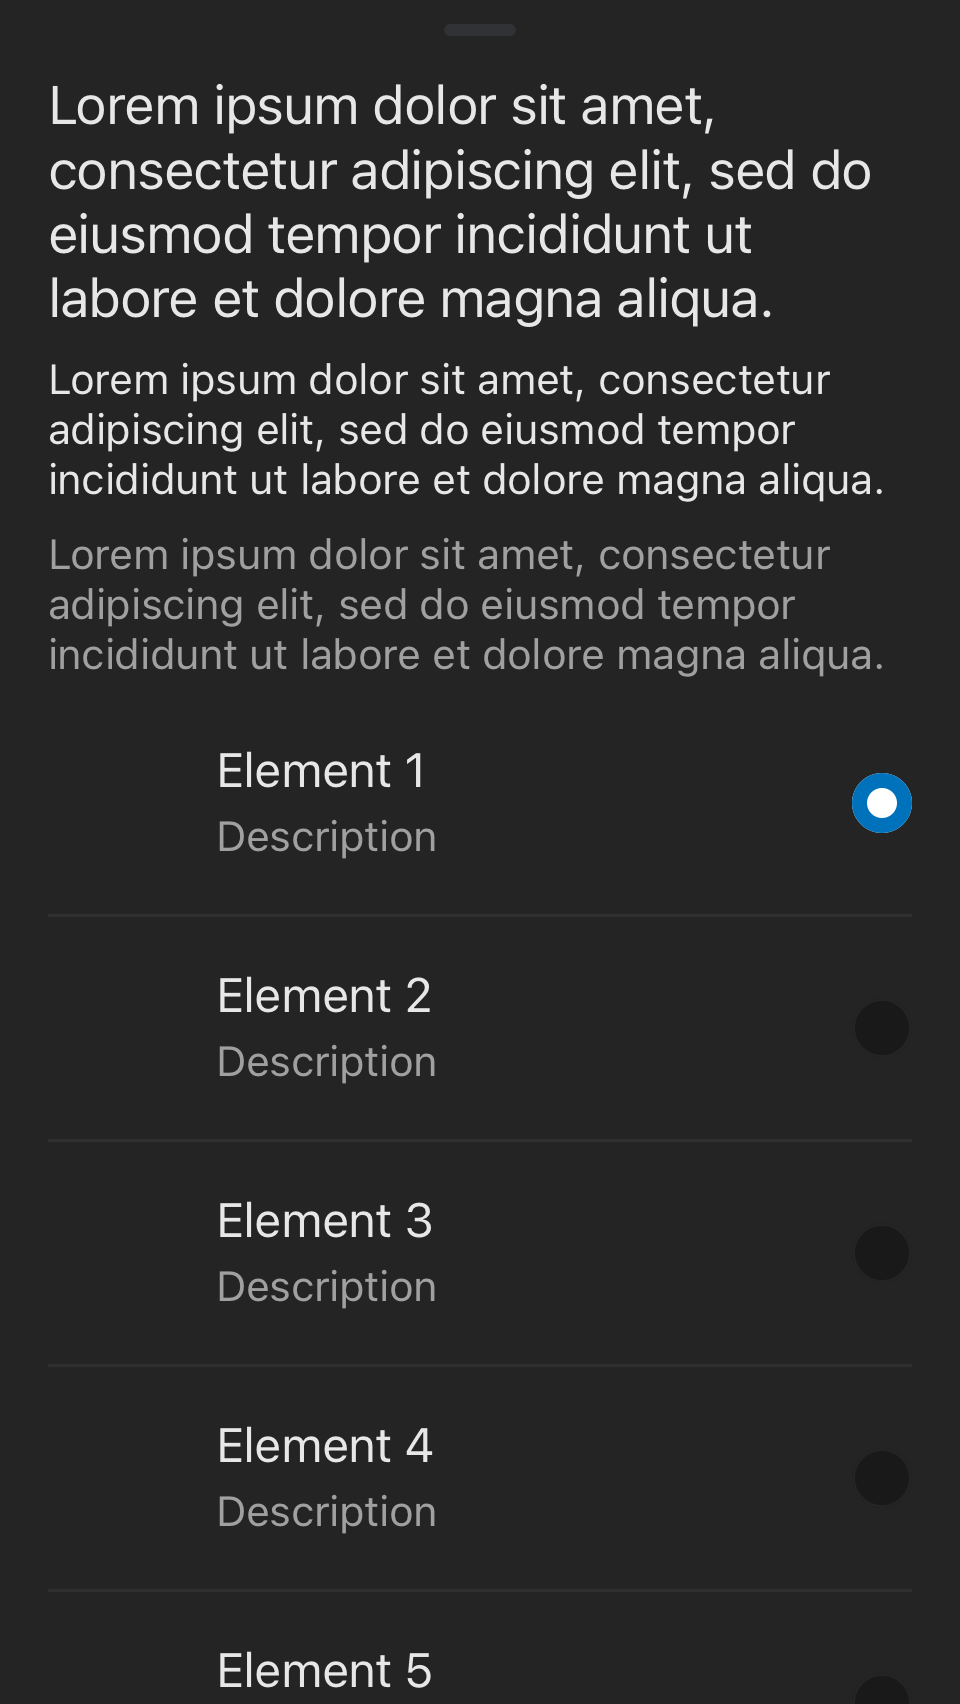 Lorem ipsum dolor sit amet,
consectetur adipiscing elit, sed do
eiusmod tempor incididunt ut
labore et dolore magna aliqua.
Lorem ipsum dolor sit amet, consectetur
adipiscing elit, sed do eiusmod tempor
incididunt ut labore et dolore magna aliqua.
Lorem ipsum dolor sit amet, consectetur
adipiscing elit, sed do eiusmod tempor
incididunt ut labore et dolore magna aliqua.
Element 1
Description
Element 2
Description
Element 3
Description
Element 4
Description
Element 5